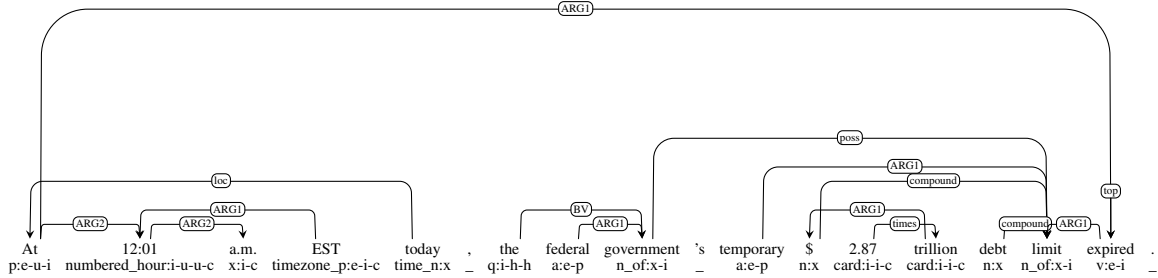 ARG1
poss
ARG1
loc compound top
ARG1 BV ARG1
ARG2 ARG2 ARG1 times compound ARG1
At 12:01 a.m. EST today , the federal government 's temporary $ 2.87 trillion debt limit expired .
p:e-u-i numbered_hour:i-u-u-c x:i-c timezone_p:e-i-c time_n:x _ q:i-h-h a:e-p n_of:x-i _ a:e-p n:x card:i-i-c card:i-i-c n:x n_of:x-i v:e-i _